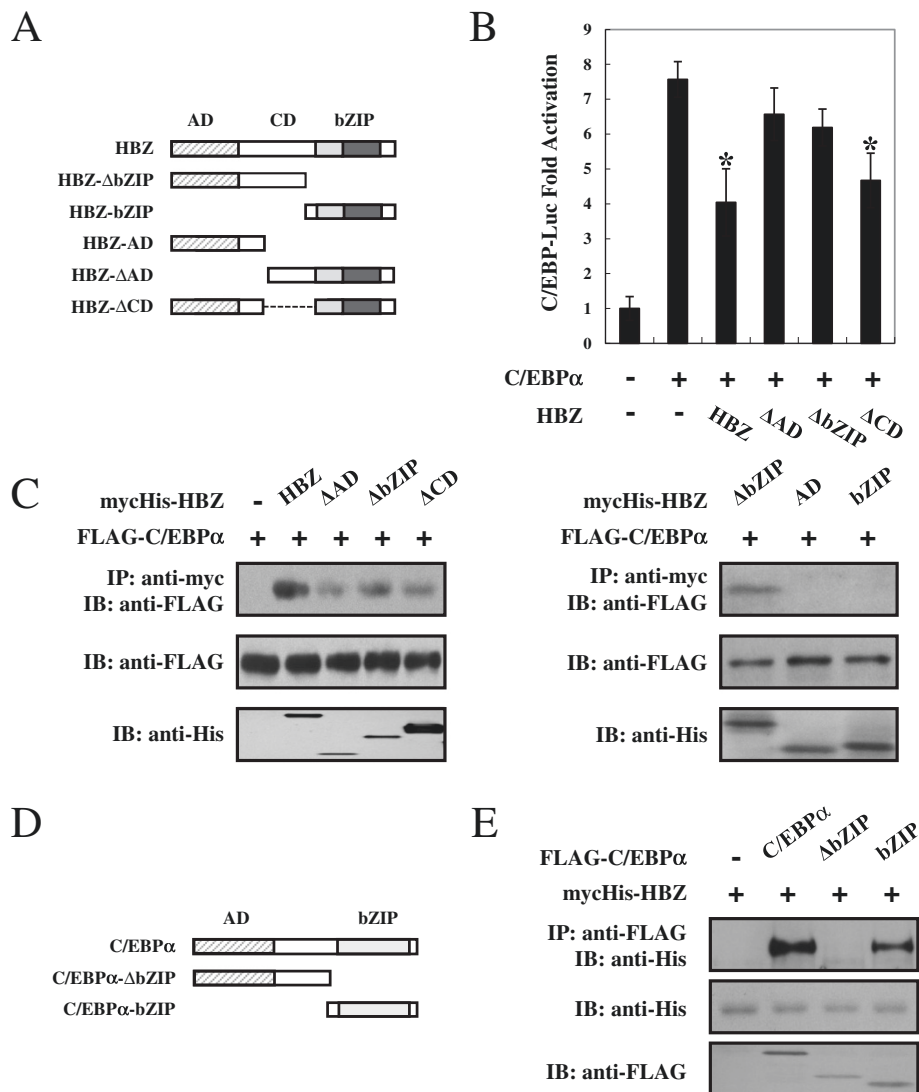 A
AD CD bZIP
HBZ
HBZ-ΔbZIP
HBZ-bZIP
HBZ-AD
HBZ-ΔAD
HBZ-ΔCD
B
C/EBP-Luc Fold Activation
9
8
7
6
5
4
3
2
1
0
* *
C/EBPα - + + + + +
HBZ - - HBZ ΔAD ΔbZIP ΔCD
C
mycHis-HBZ - HBZ ΔAD ΔbZIP ΔCD
FLAG-C/EBPα + + + + +
IP: anti-myc
IB: anti-FLAG
IB: anti-FLAG
IB: anti-His
mycHis-HBZ ΔbZIP AD bZIP
FLAG-C/EBPα + + +
IP: anti-myc
IB: anti-FLAG
IB: anti-FLAG
IB: anti-His
D
AD bZIP
C/EBPα
C/EBPα-ΔbZIP
C/EBPα-bZIP
E
FLAG-C/EBPα - C/EBPα ΔbZIP bZIP
mycHis-HBZ + + + +
IP: anti-FLAG
IB: anti-His
IB: anti-His
IB: anti-FLAG